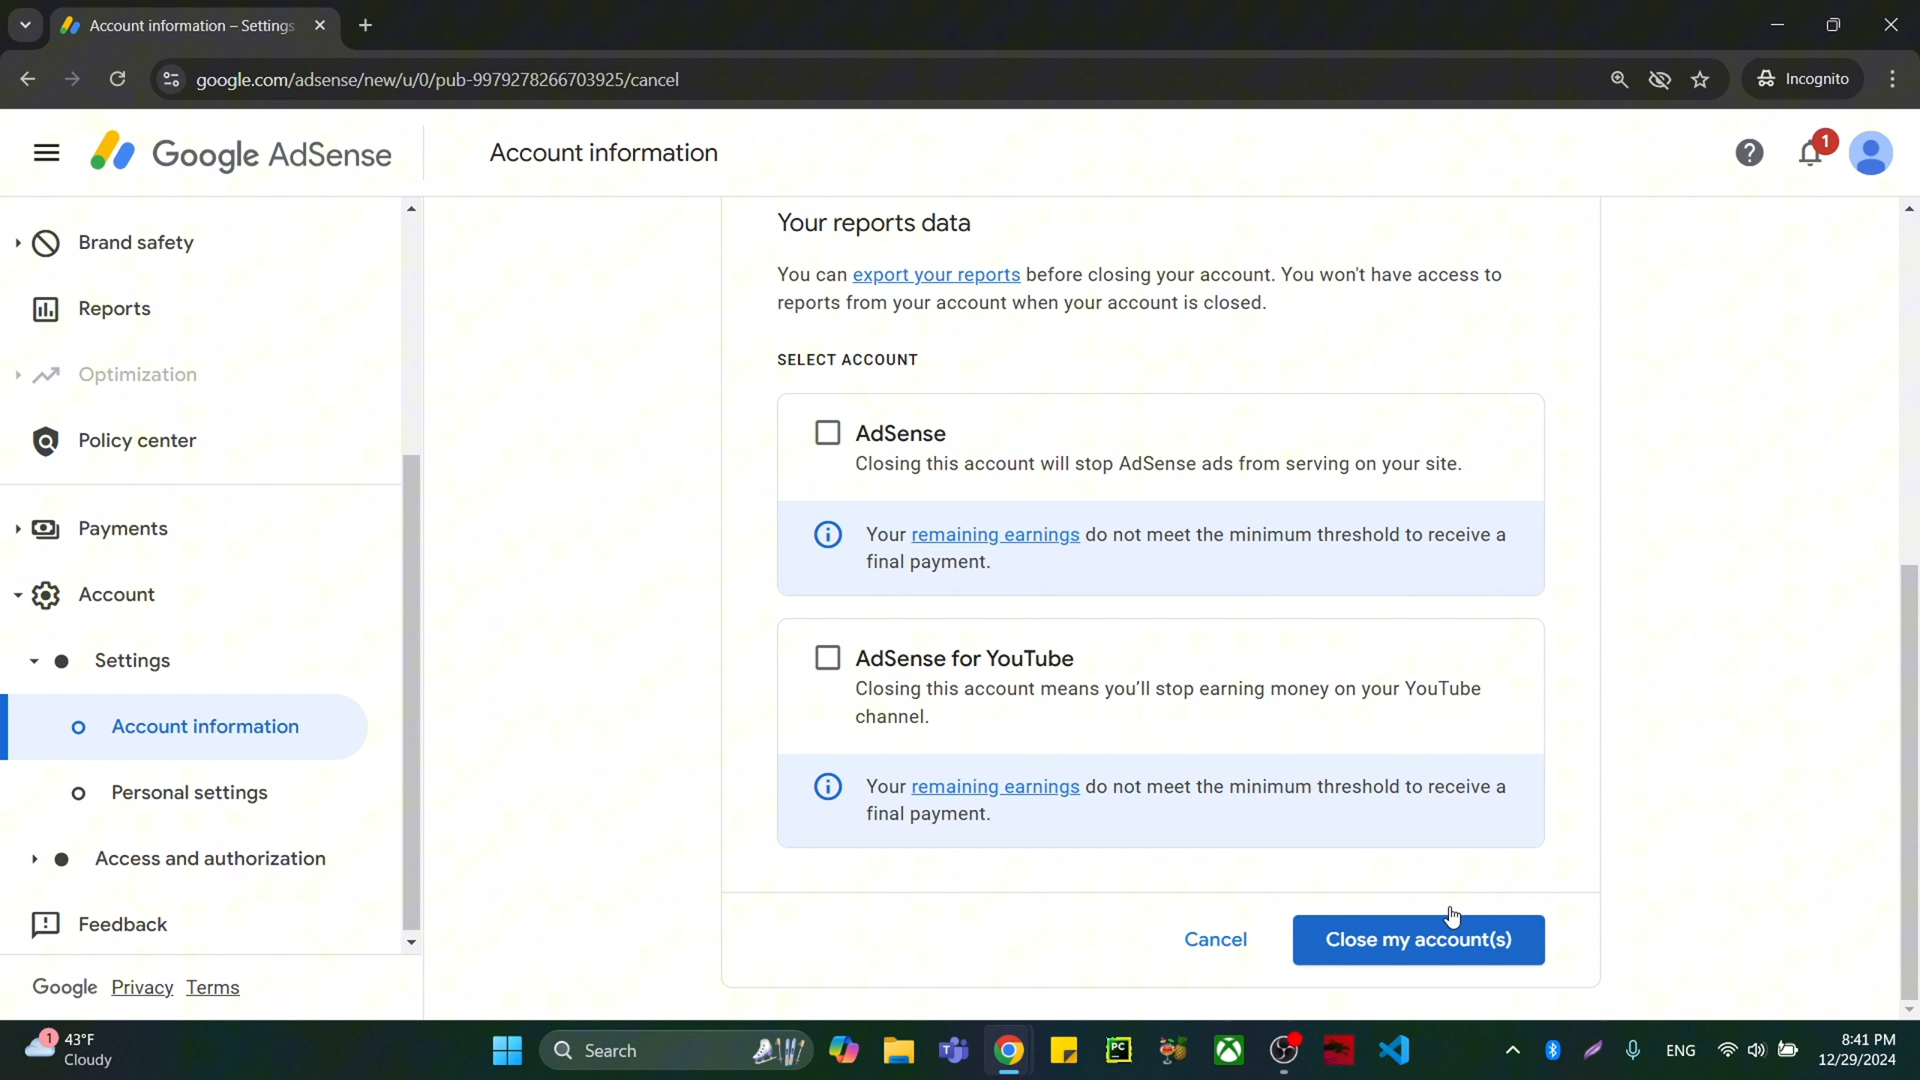 Account information – Settings
google.com/adsense/new/u/0/pub-9979278266703925/cancel
Incognito
Google AdSense
Account information
1
Brand safety
Reports
Optimization
Policy center
Payments
Account
Settings
Account information
Personal settings
Access and authorization
Feedback
Google Privacy Terms
Your reports data
You can export your reports before closing your account. You won't have access to
reports from your account when your account is closed.
SELECT ACCOUNT
AdSense
Closing this account will stop AdSense ads from serving on your site.
Your remaining earnings do not meet the minimum threshold to receive a
final payment.
AdSense for YouTube
Closing this account means you’ll stop earning money on your YouTube
channel.
Your remaining earnings do not meet the minimum threshold to receive a
final payment.
Cancel
Close my account(s)
1
43°F
Cloudy
Search
PC
ENG
8:41 PM
12/29/2024